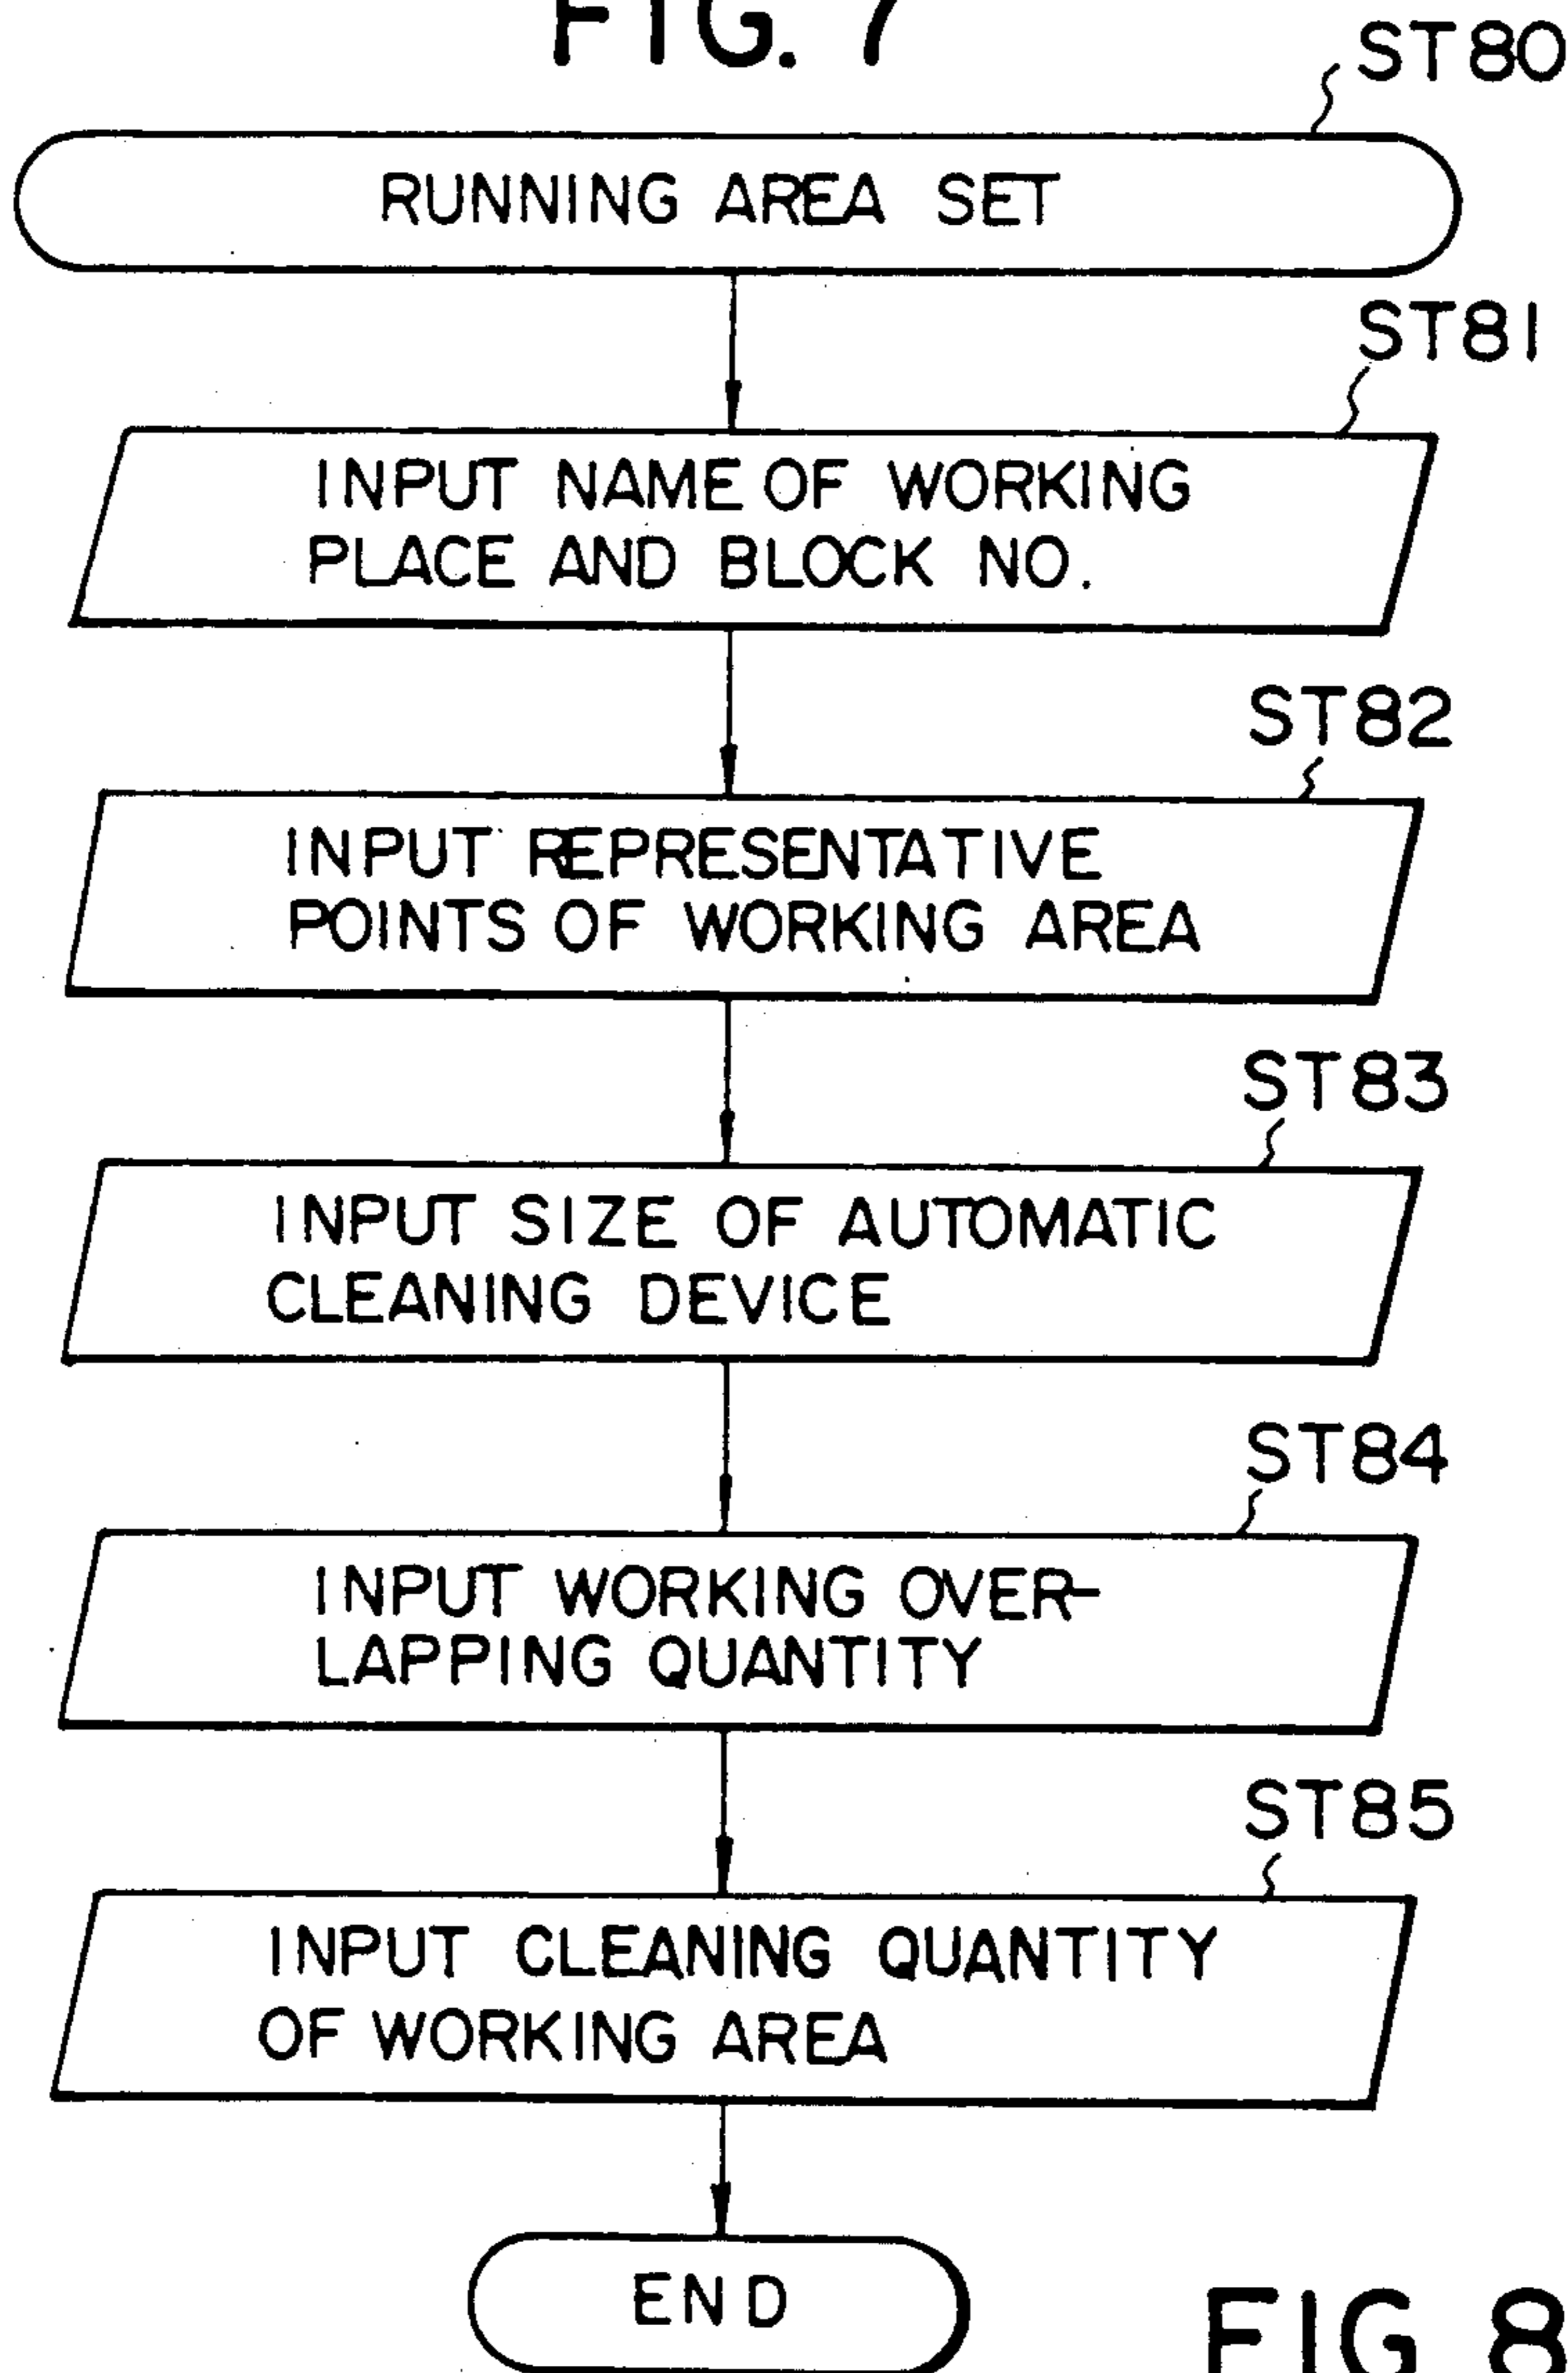 FIG. 7
ST80
RUNNING AREA SET
ST81
INPUT NAME OF WORKING
PLACE AND BLOCK NO.
ST82
INPUT REPRESENTATIVE
POINTS OF WORKING AREA
ST83
INPUT SIZE OF AUTOMATIC
CLEANING DEVICE
ST84
INPUT WORKING OVER-
LAPPING QUANTITY
ST85
INPUT CLEANING QUANTITY
OF WORKING AREA
END
FIG 8